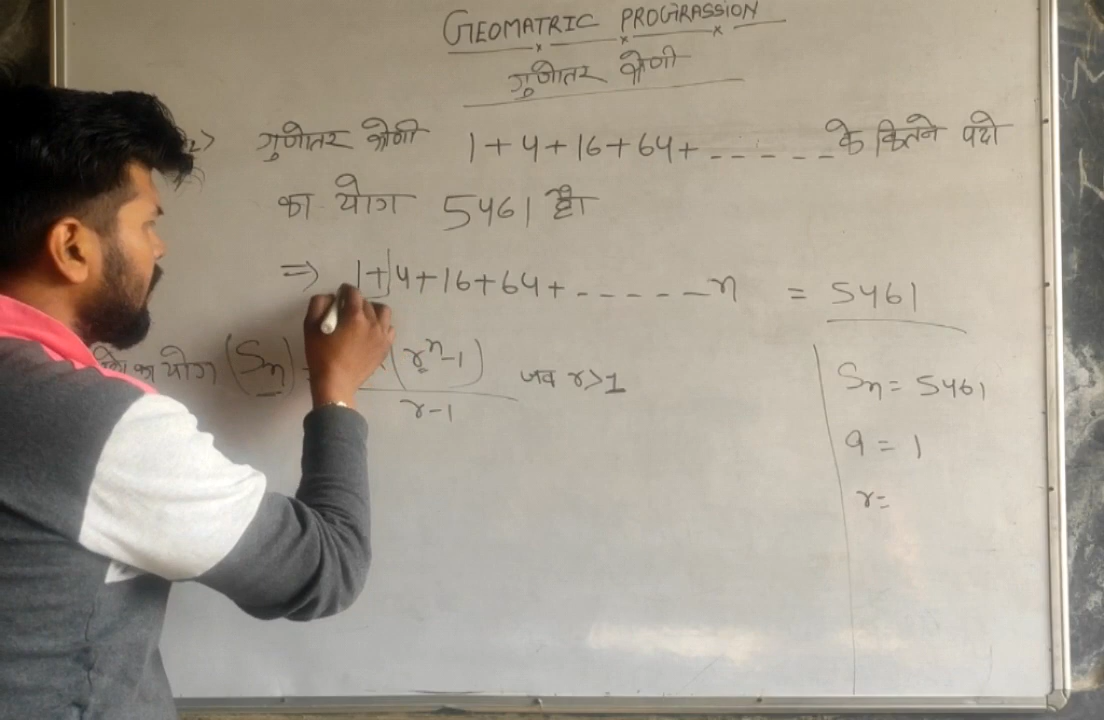 GEOMATRIC PROGRASSION
गुणोतर श्रेणी
गुणोतर श्रेणी 1+4+16+64+ ------ के कितने पदो
का योग 5461 है।
⇒ 1+4+16+64+ ------ n = 5461
का योग (Sn) (r^n-1) / r-1 जब r>1
Sn = 5461
a = 1
r =